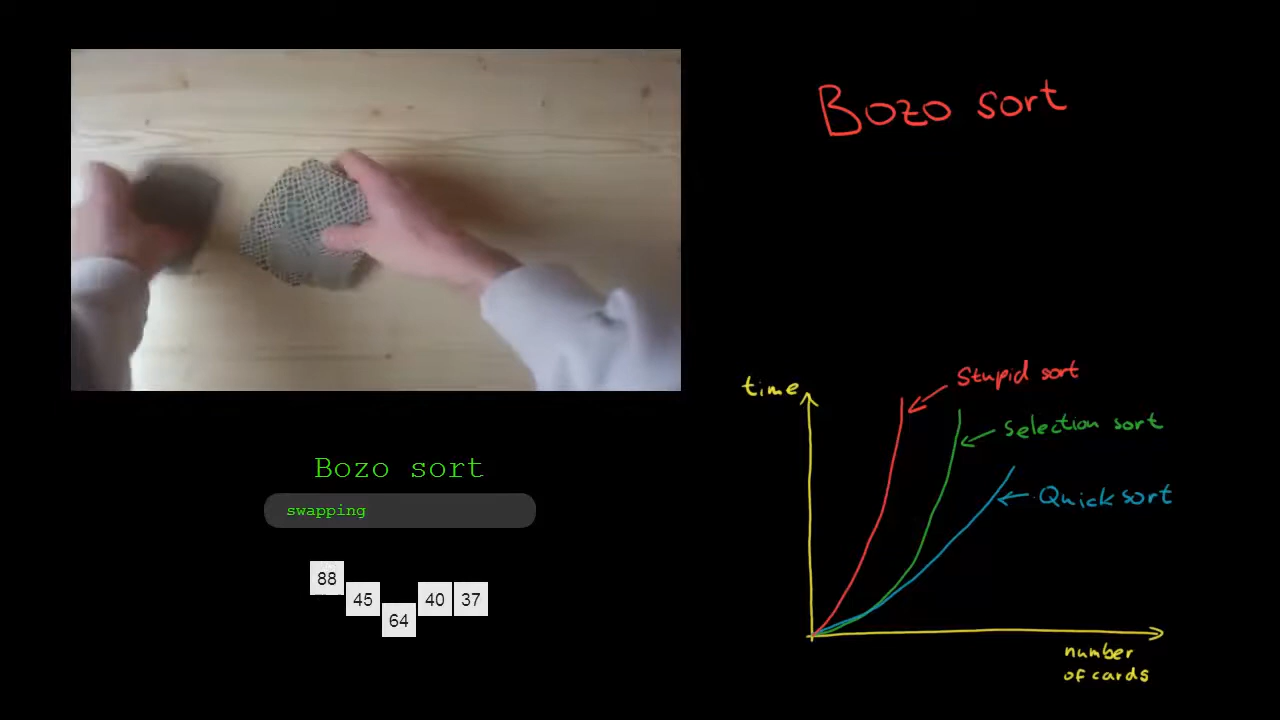 Bozo sort
time
Stupid sort
Selection sort
Quick sort
number
of cards
Bozo sort
swapping
88 45 64 40 37